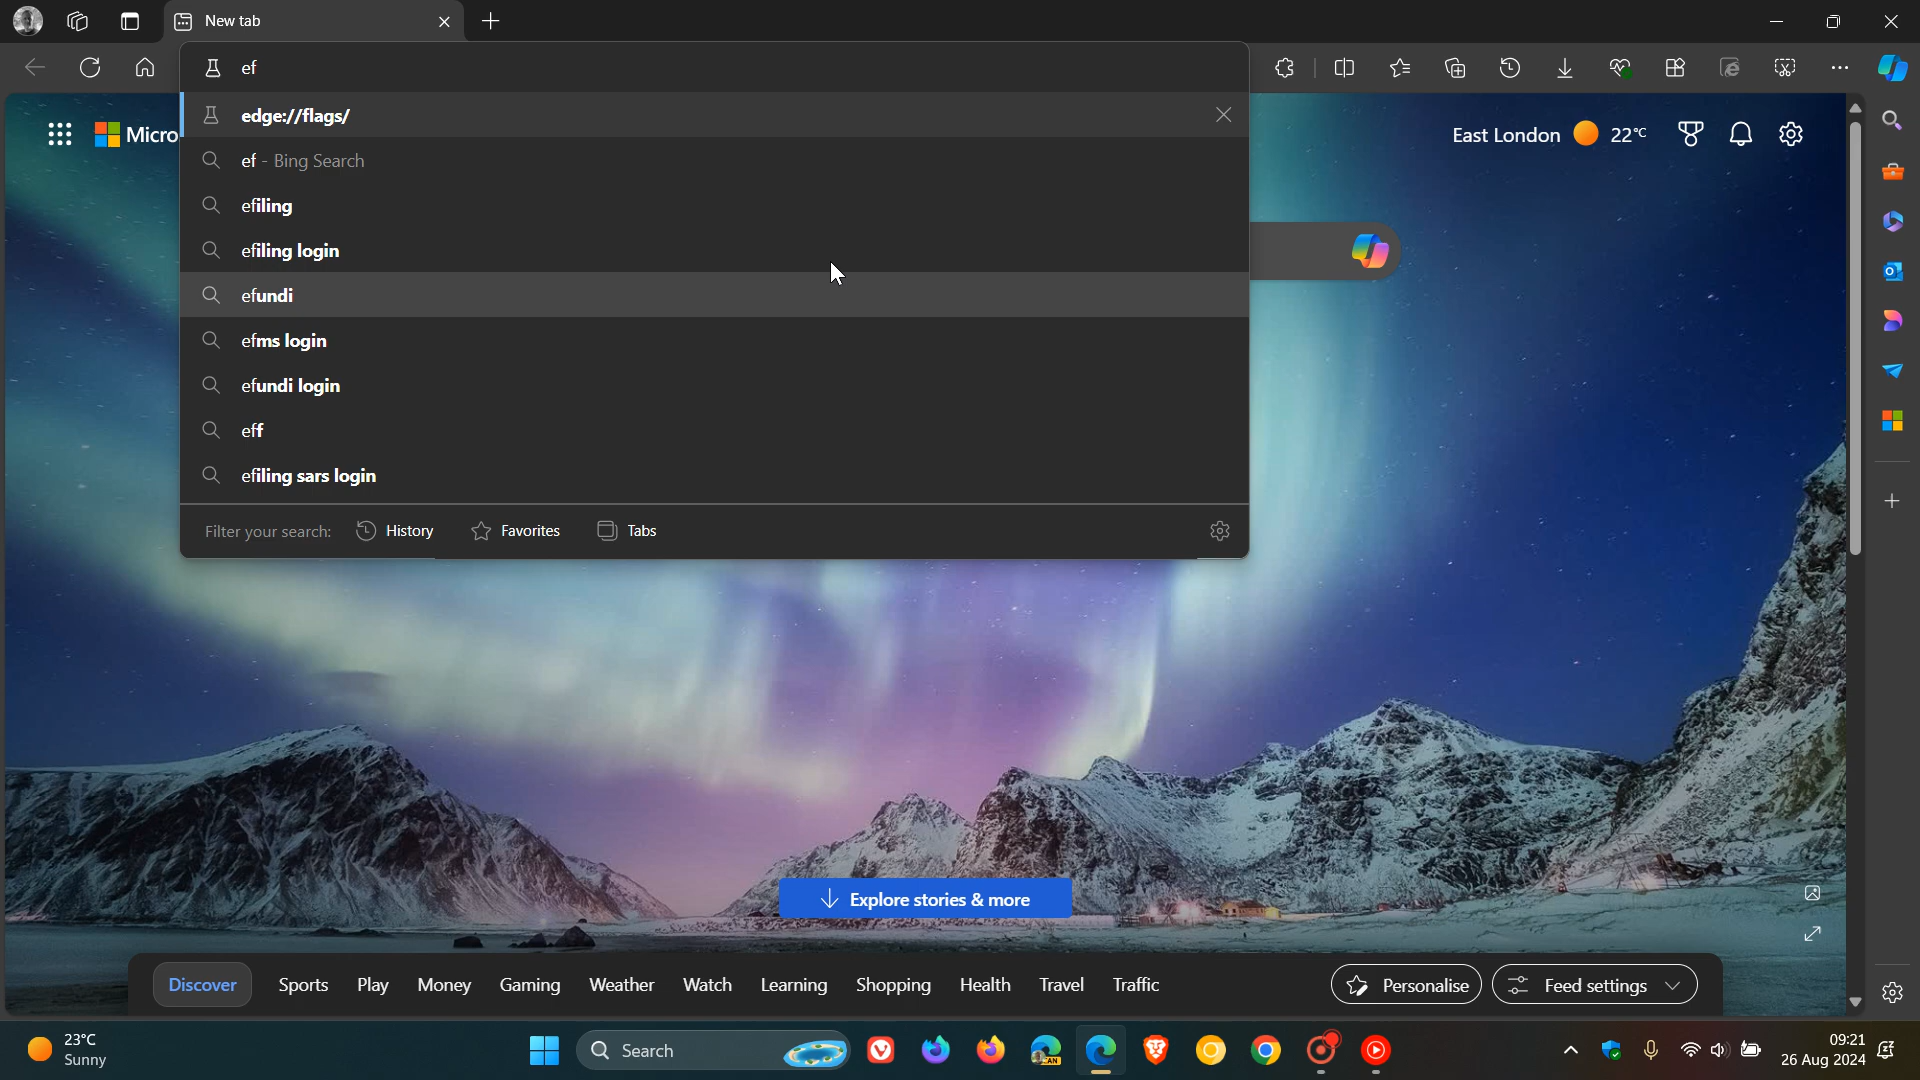 New tab
ef
edge://flags/
ef - Bing Search
efiling
efiling login
efundi
efms login
efundi login
eff
efiling sars login
Filter your search: History Favorites Tabs
Micro
East London 22°C
Explore stories & more
Discover Sports Play Money Gaming Weather Watch Learning Shopping Health Travel Traffic Personalise Feed settings
23°C
Sunny
Search
CAN
09:21
26 Aug 2024